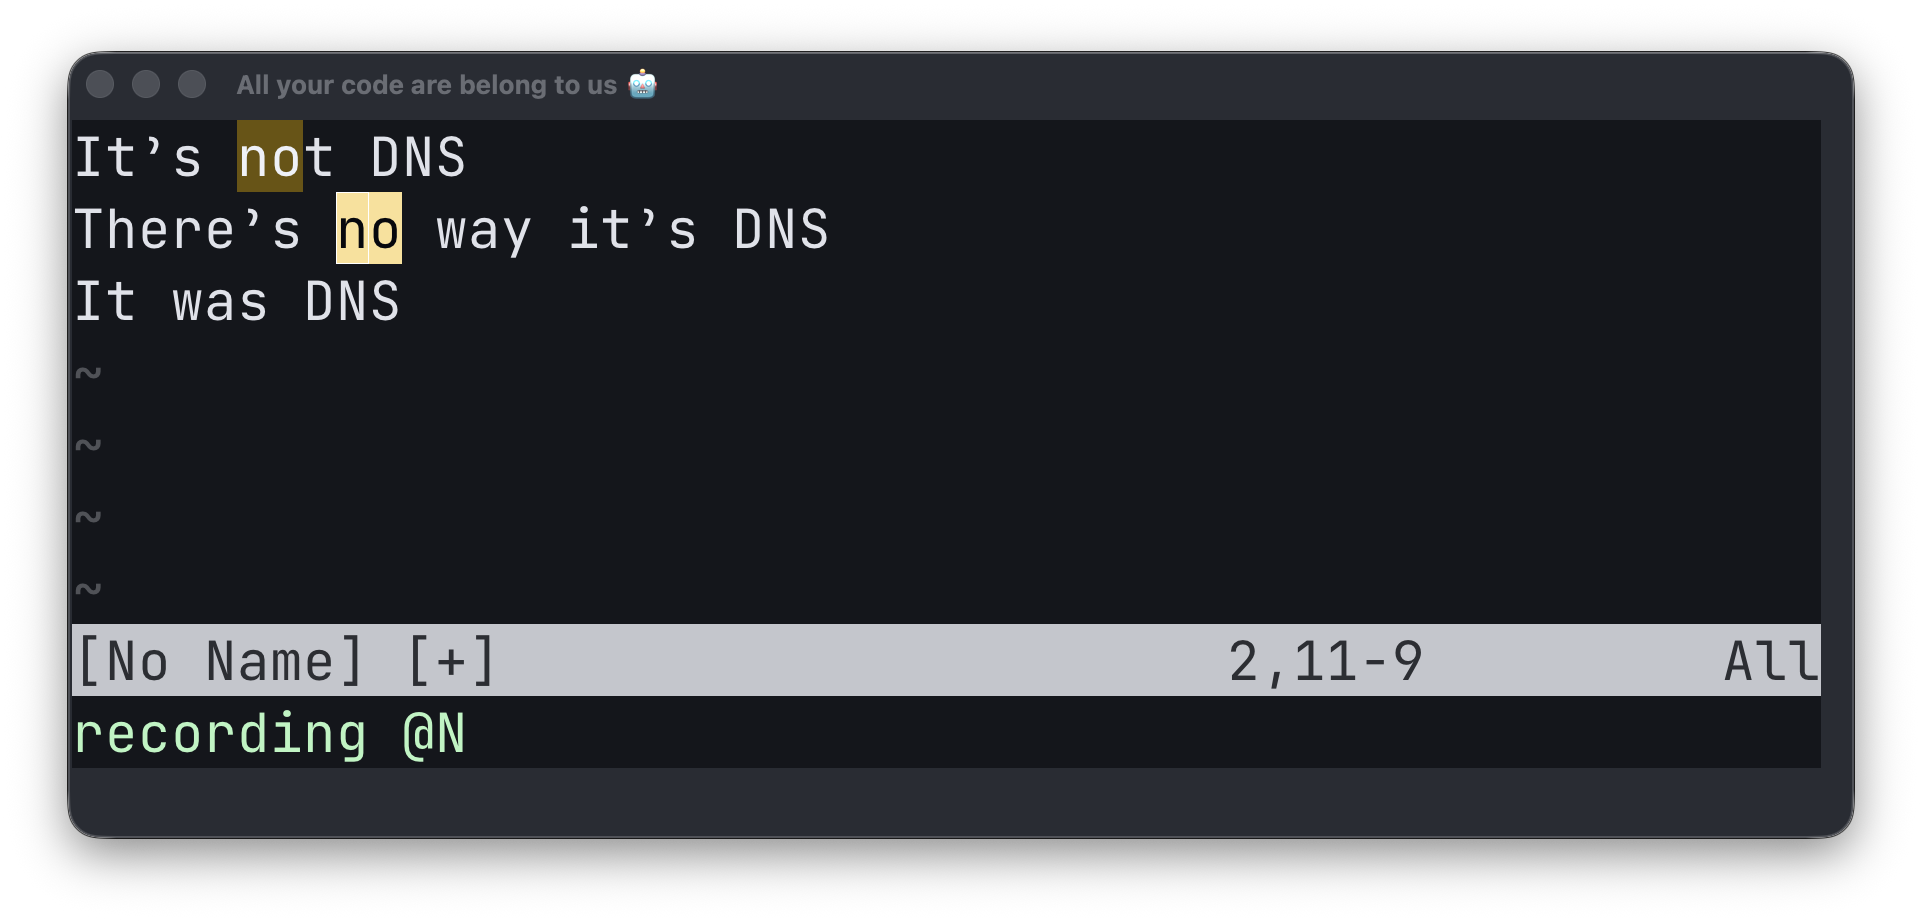 All your code are belong to us 🤖
It’s not DNS
There’s no way it’s DNS
It was DNS
~
~
~
~
[No Name] [+] 2,11-9 All
recording @N